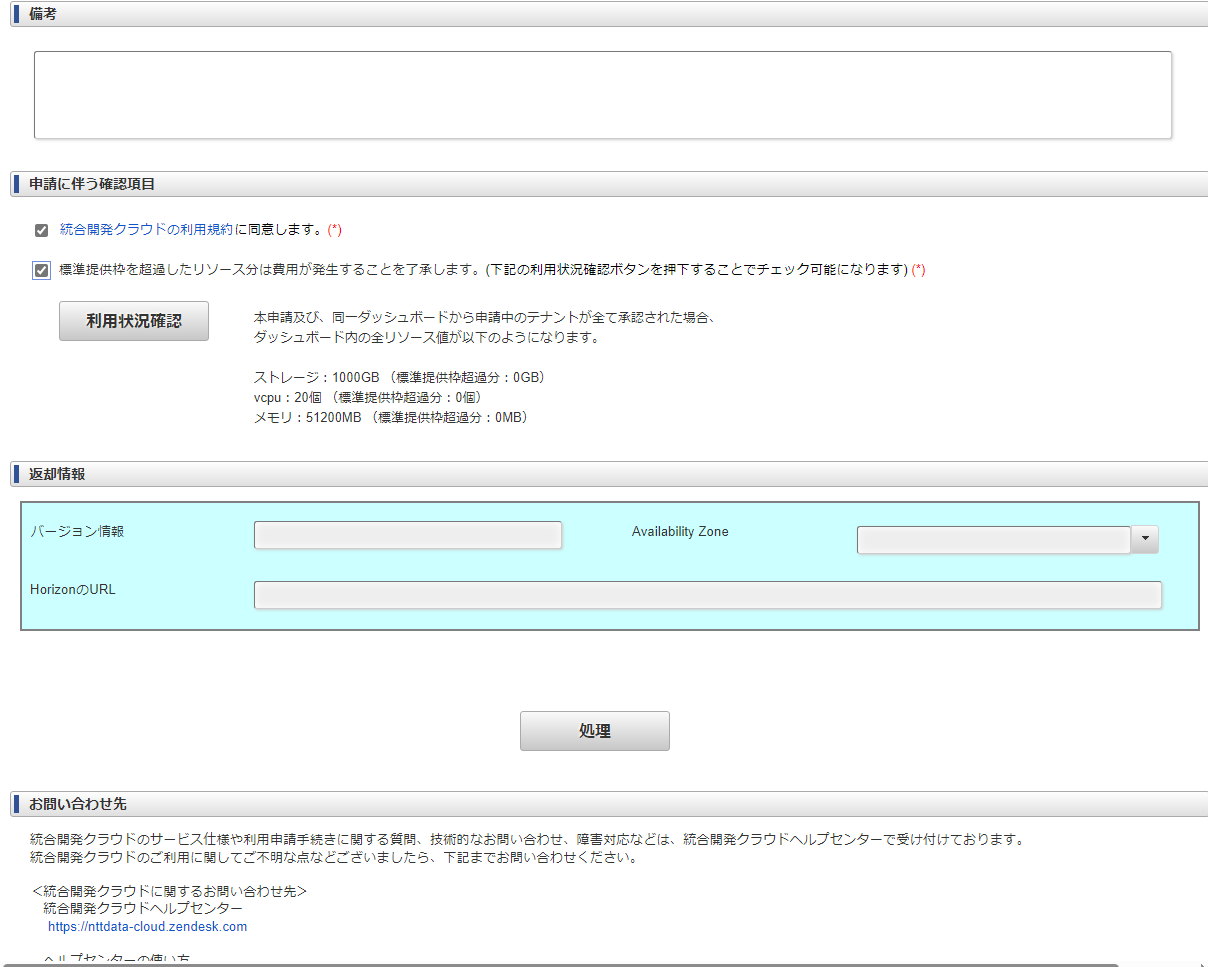 備考
申請に伴う確認項目
統合開発クラウドの利用規約に同意します。(*)
標準提供枠を超過したリソース分は費用が発生することを了承します。(下記の利用状況確認ボタンを押下することでチェック可能になります) (*)
利用状況確認
本申請及び、同一ダッシュボードから申請中のテナントが全て承認された場合、
ダッシュボード内の全リソース値が以下のようになります。
ストレージ：1000GB （標準提供枠超過分：0GB）
vcpu：20個 （標準提供枠超過分：0個）
メモリ：51200MB （標準提供枠超過分：0MB）
返却情報
バージョン情報
Availability Zone
HorizonのURL
処理
お問い合わせ先
統合開発クラウドのサービス仕様や利用申請手続きに関する質問、技術的なお問い合わせ、障害対応などは、統合開発クラウドヘルプセンターで受け付けております。
統合開発クラウドのご利用に関してご不明な点などございましたら、下記までお問い合わせください。
＜統合開発クラウドに関するお問い合わせ先＞
統合開発クラウドヘルプセンター
https://nttdata-cloud.zendesk.com
ヘルプセンターの使い方